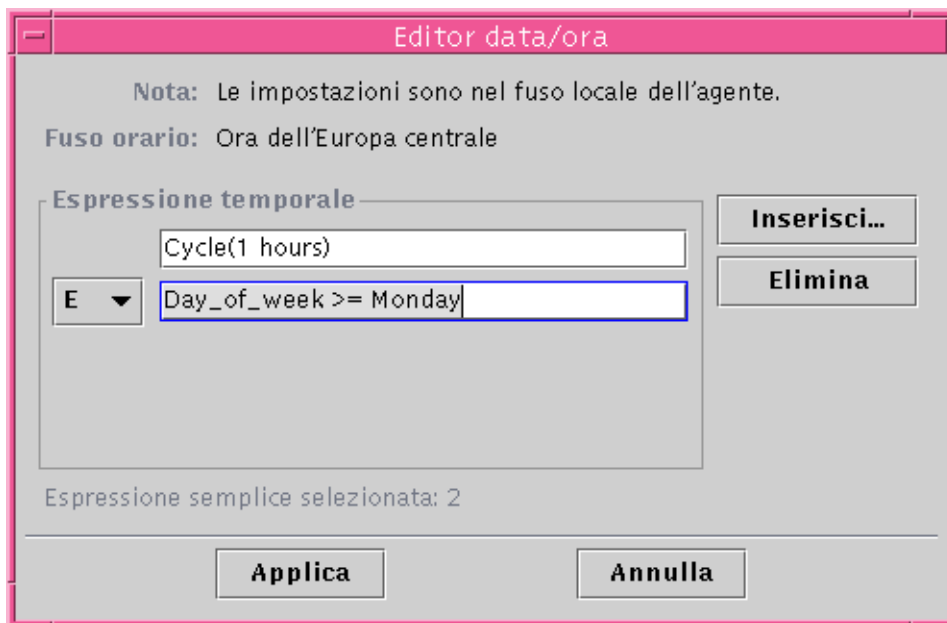 Editor data/ora
Nota: Le impostazioni sono nel fuso locale dell'agente.
Fuso orario: Ora dell'Europa centrale
Espressione temporale
Inserisci...
Cycle(1 hours)
Elimina
E Day_of_week >= Monday
Espressione semplice selezionata: 2
Applica Annulla